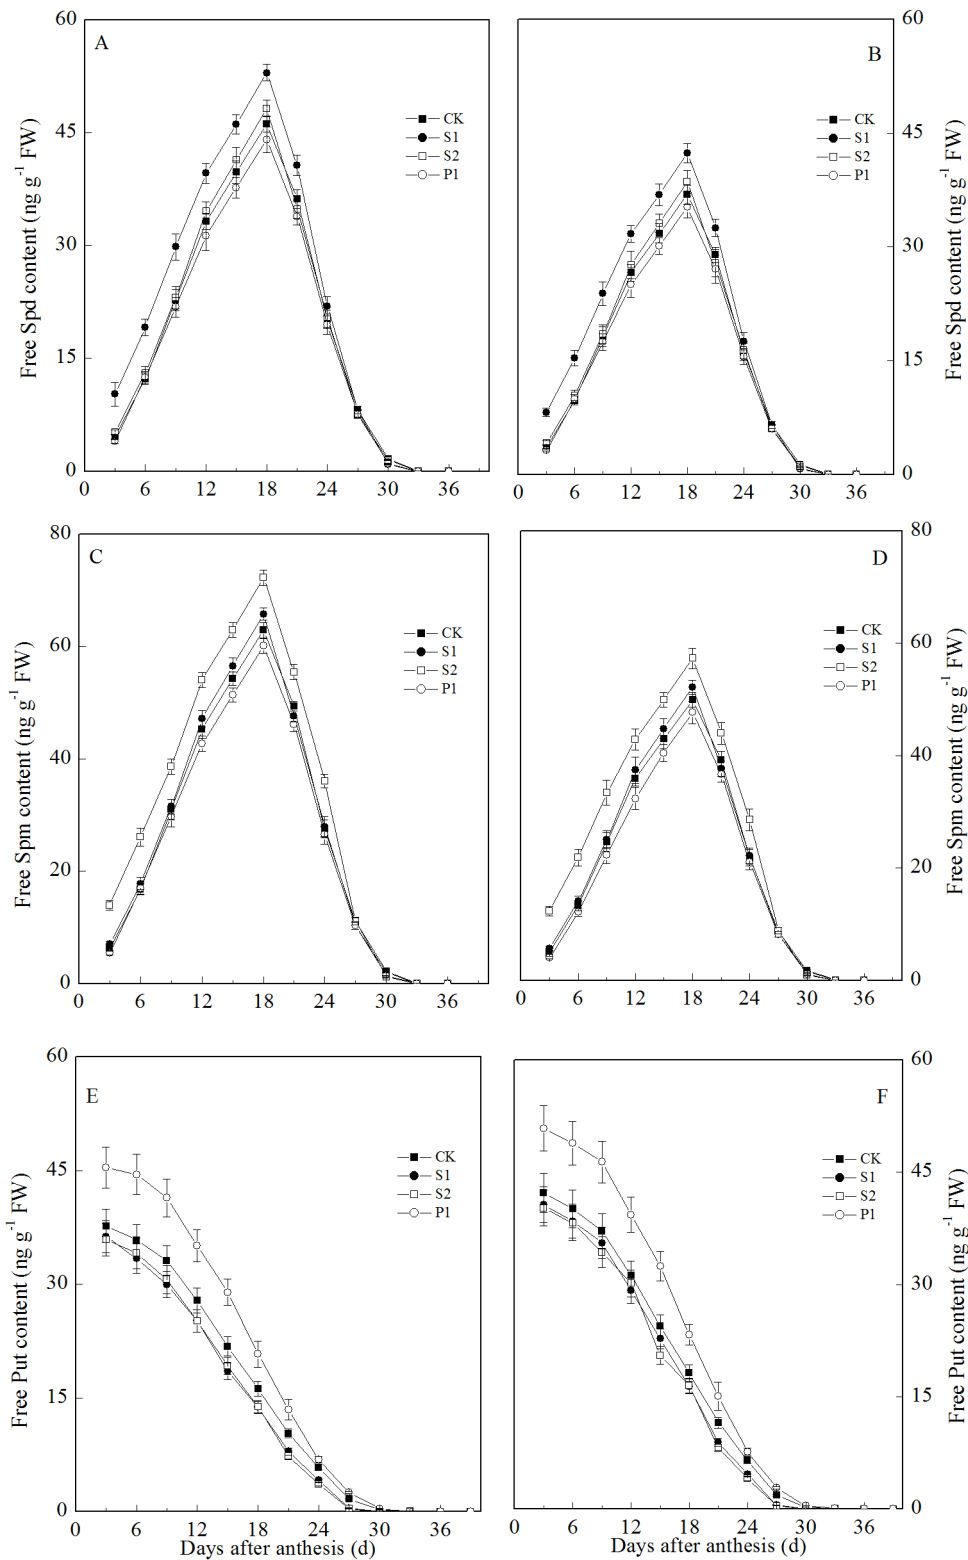 A
60
45
30
15
0
Free Spd content (ng g⁻¹ FW)
CK
S1
S2
P1
0 6 12 18 24 30 36
B
60
45
30
15
0
Free Spd content (ng g⁻¹ FW)
CK
S1
S2
P1
0 6 12 18 24 30 36
C
80
60
40
20
0
Free Spm content (ng g⁻¹ FW)
CK
S1
S2
P1
0 6 12 18 24 30 36
D
80
60
40
20
0
Free Spm content (ng g⁻¹ FW)
CK
S1
S2
P1
0 6 12 18 24 30 36
E
60
45
30
15
0
Free Put content (ng g⁻¹ FW)
CK
S1
S2
P1
0 6 12 18 24 30 36
Days after anthesis (d)
F
60
45
30
15
0
Free Put content (ng g⁻¹ FW)
CK
S1
S2
P1
0 6 12 18 24 30 36
Days after anthesis (d)